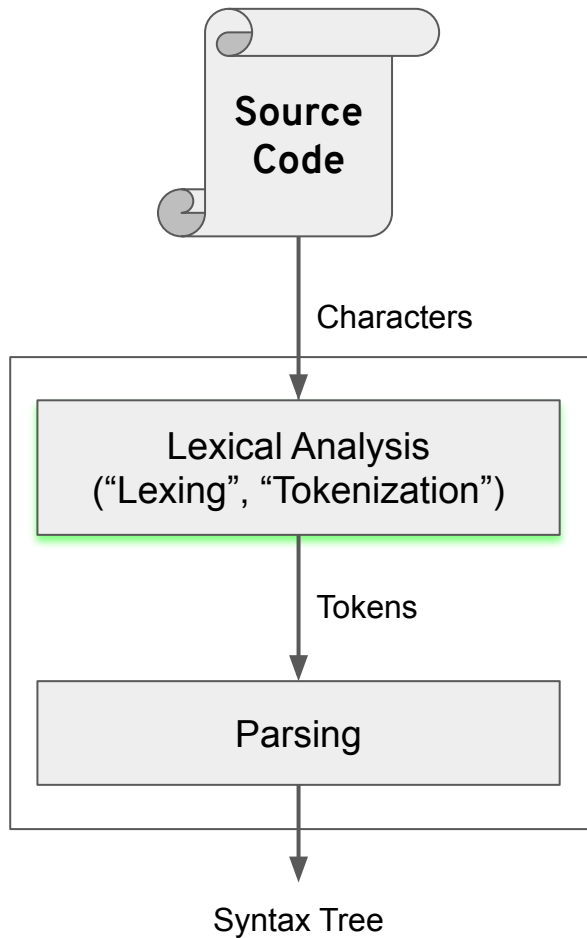 Source
Code
Characters
Lexical Analysis
(“Lexing”, “Tokenization”)
Tokens
Parsing
Syntax Tree